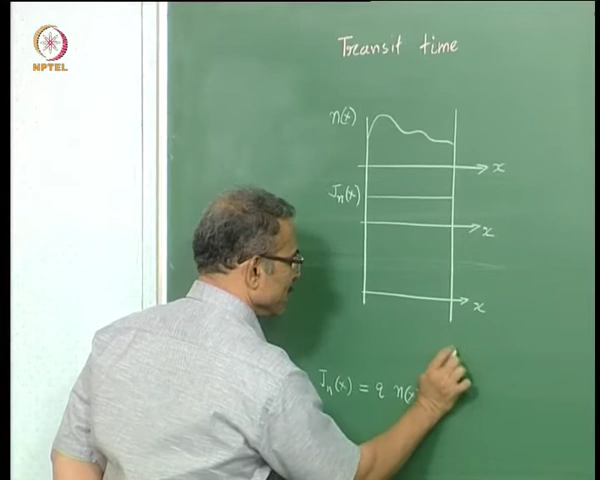 NPTEL
Transit time
n(x)
x
Jn(x)
x
x
Jn(x) = q n(x